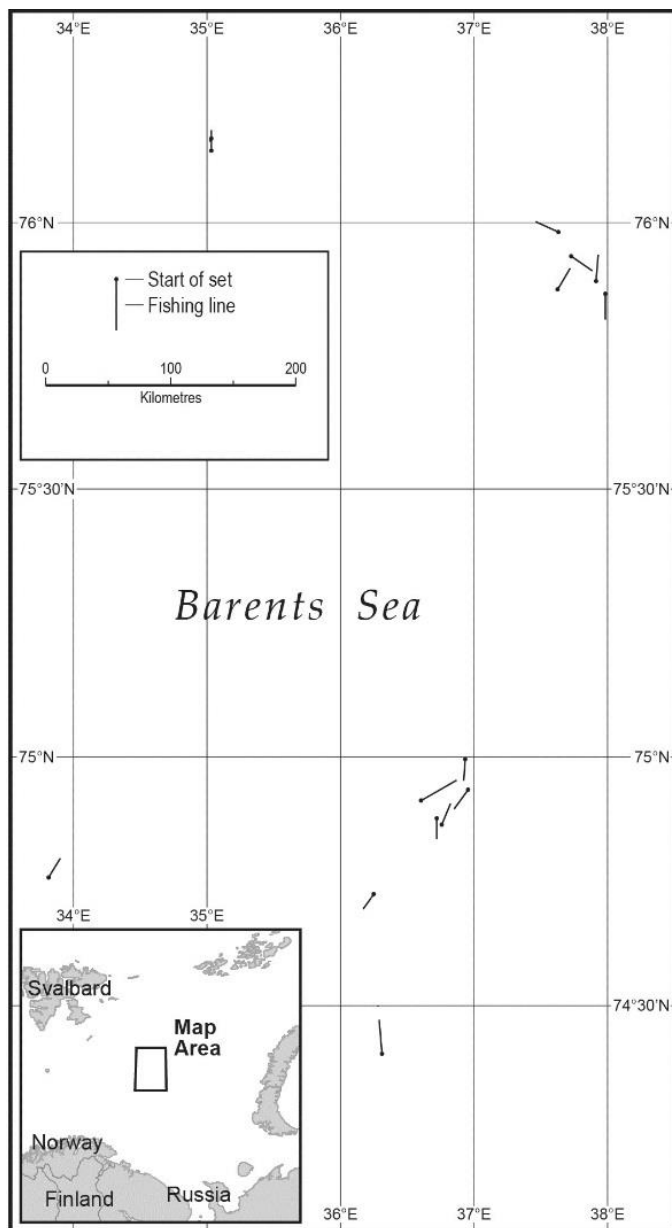 34°E 35°E 36°E 37°E 38°E
76°N 76°N
Start of set
Fishing line
0 100 200
Kilometres
75°30'N 75°30'N
Barents Sea
75°N 75°N
34°E 35°E
Svalbard
Map
Area
74°30'N
Norway
Finland
Russia
36°E 37°E 38°E